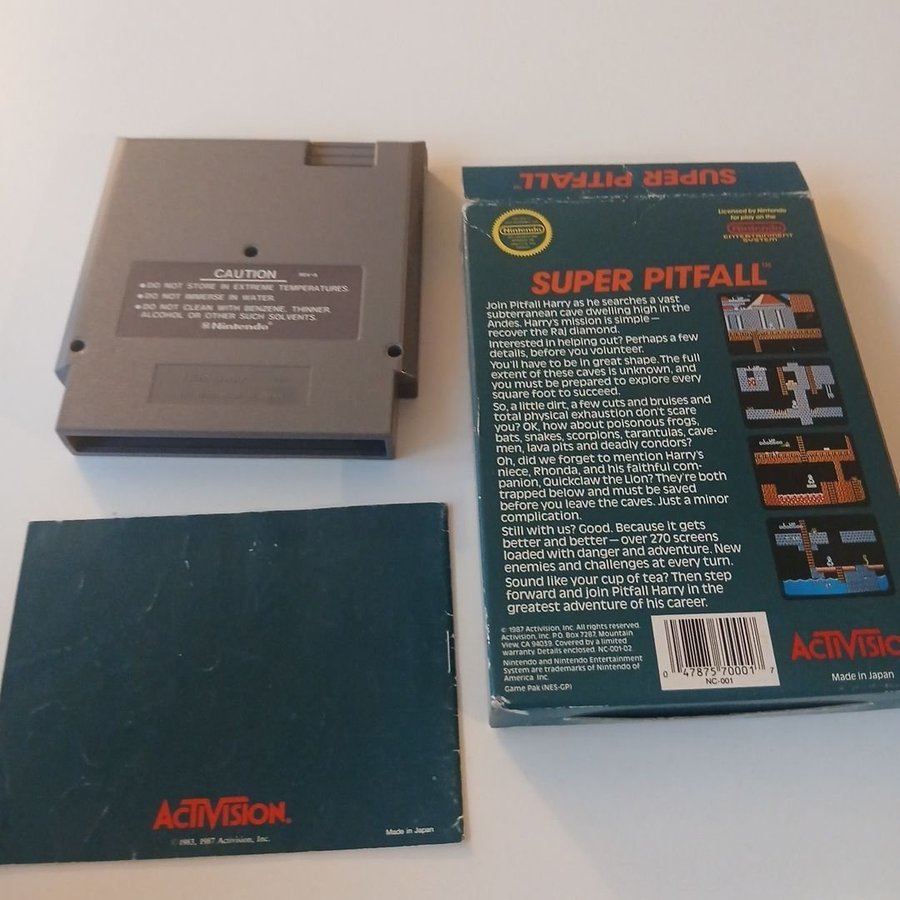 CAUTION
REV-A
●DO NOT STORE IN EXTREME TEMPERATURES.
●DO NOT IMMERSE IN WATER.
●DO NOT CLEAN WITH BENZENE, THINNER,
ALCOHOL OR OTHER SUCH SOLVENTS.
Nintendo®
SUPER PITFALL™
Nintendo
Licensed by Nintendo
for play on the
Nintendo
ENTERTAINMENT
SYSTEM
SUPER PITFALL™
Join Pitfall Harry as he searches a vast
subterranean cave dwelling high in the
Andes. Harry's mission is simple—
recover the Raj diamond.
Interested in helping out? Perhaps a few
details, before you volunteer.
You'll have to be in great shape. The full
extent of these caves is unknown, and
you must be prepared to explore every
square foot to succeed.
So, a little dirt, a few cuts and bruises and
total physical exhaustion don't scare
you? OK, how about poisonous frogs,
bats, snakes, scorpions, tarantulas, cave-
men, lava pits and deadly condors?
Oh, did we forget to mention Harry's
niece, Rhonda, and his faithful com-
panion, Quickclaw the Lion? They're both
trapped below and must be saved
before you leave the caves. Just a minor
complication.
Still with us? Good. Because it gets
better and better—over 270 screens
loaded with danger and adventure. New
enemies and challenges at every turn.
Sound like your cup of tea? Then step
forward and join Pitfall Harry in the
greatest adventure of his career.
© 1987 Activision, Inc. All rights reserved.
Activision, Inc. P.O. Box 7287, Mountain
View, CA 94039. Covered by a limited
warranty. Details enclosed. NC-001-02
Nintendo and Nintendo Entertainment
System are trademarks of Nintendo of
America Inc.
Game Pak (NES-GP)
0 47875 70001 7
NC-001
ACTIVISIO
Made in Japan
ACTIVISION®
© 1983, 1987 Activision, Inc.
Made in Japan